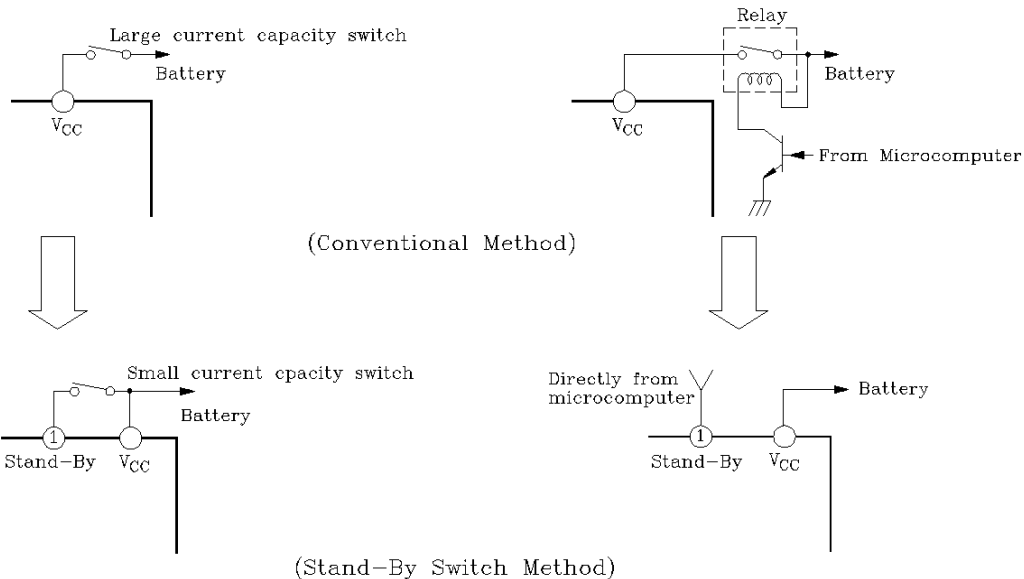 Relay
Large current capacity switch
Battery
Battery
VCC
VCC
From Microcomputer
(Conventional Method)
Small current cpacity switch
Directly from
microcomputer
Battery
Battery
1
1
Stand-By
VCC
Stand-By
VCC
(Stand-By Switch Method)